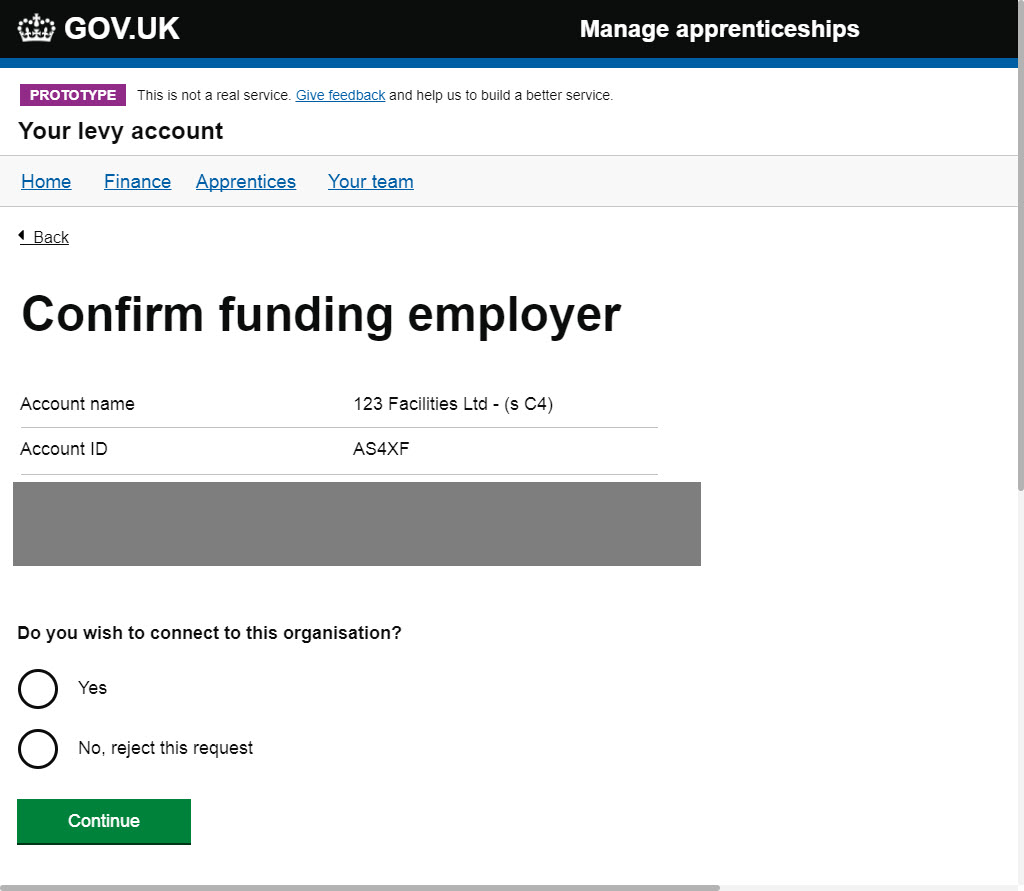 GOV.UK
Manage apprenticeships
PROTOTYPE This is not a real service. Give feedback and help us to build a better service.
Your levy account
Home Finance Apprentices Your team
Back
Confirm funding employer
Account name 123 Facilities Ltd - (s C4)
Account ID AS4XF
Do you wish to connect to this organisation?
Yes
No, reject this request
Continue